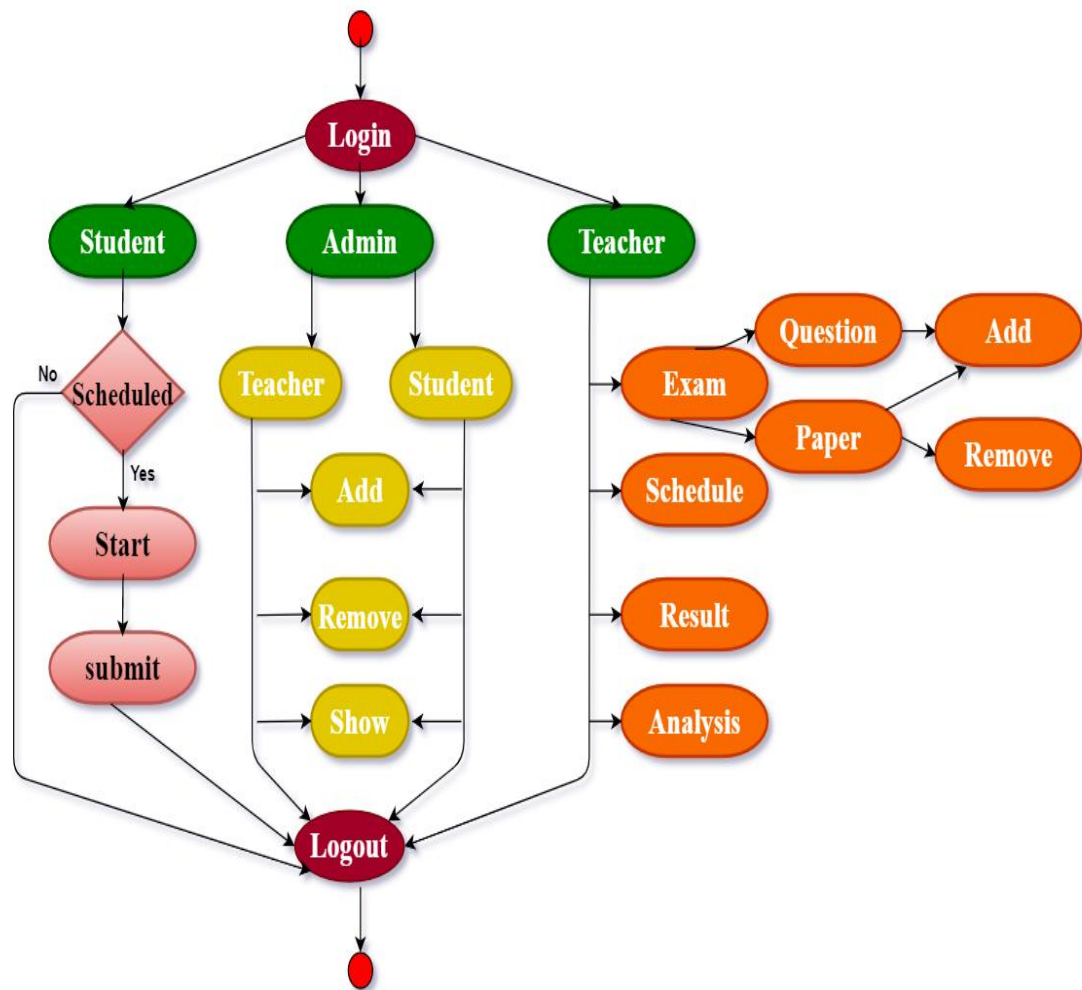 Login
Student
Admin
Teacher
Question
Add
No
Scheduled
Teacher
Student
Exam
Paper
Remove
Yes
Add
Schedule
Start
Remove
Result
submit
Show
Analysis
Logout